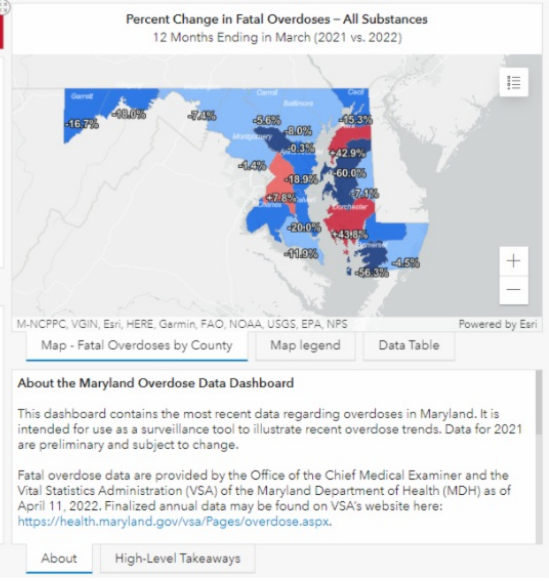 Percent Change in Fatal Overdoses – All Substances
12 Months Ending in March (2021 vs. 2022)
Garrett
Carroll
Cecil
Baltimore
-16.7%
-18.0%
-7.4%
-5.6%
-15.3%
-8.0%
Montgomery
-0.3%
+42.9%
-1.4%
-60.0%
-18.9%
+7.8%
Dorchester
-20.0%
+43.8%
-11.9%
-4.5%
-56.3%
M-NCPPC, VGIN, Esri, HERE, Garmin, FAO, NOAA, USGS, EPA, NPS
Powered by Esri
Map - Fatal Overdoses by County
Map legend
Data Table
About the Maryland Overdose Data Dashboard
This dashboard contains the most recent data regarding overdoses in Maryland. It is
intended for use as a surveillance tool to illustrate recent overdose trends. Data for 2021
are preliminary and subject to change.
Fatal overdose data are provided by the Office of the Chief Medical Examiner and the
Vital Statistics Administration (VSA) of the Maryland Department of Health (MDH) as of
April 11, 2022. Finalized annual data may be found on VSA's website here:
https://health.maryland.gov/vsa/Pages/overdose.aspx.
About
High-Level Takeaways